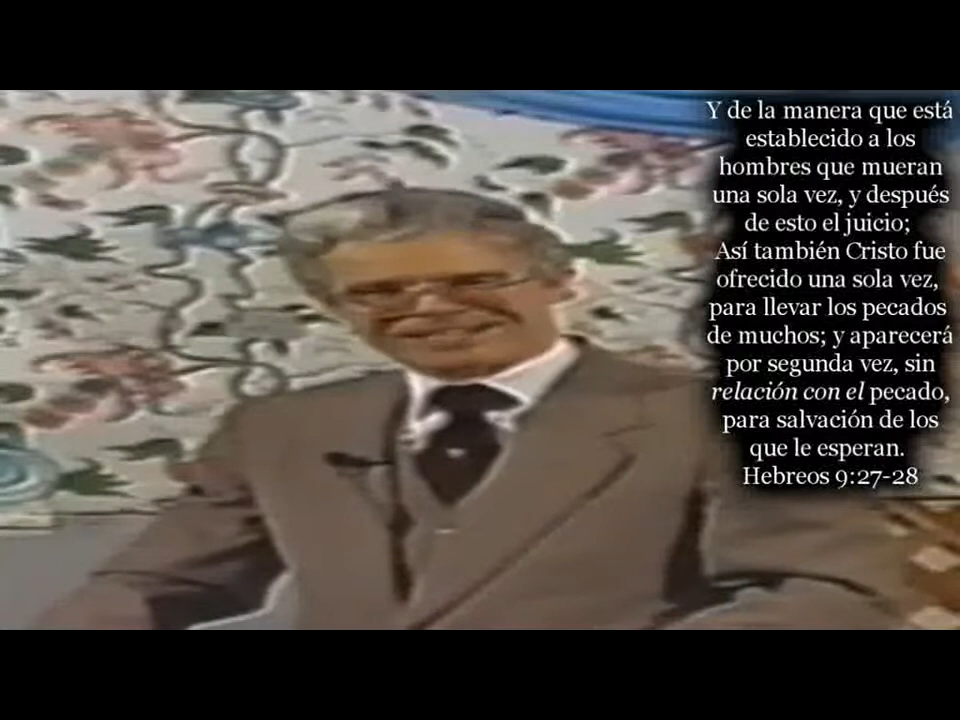 Y de la manera que está
establecido a los
hombres que mueran
una sola vez, y después
de esto el juicio;
Así también Cristo fue
ofrecido una sola vez,
para llevar los pecados
de muchos; y aparecerá
por segunda vez, sin
relación con el pecado,
para salvación de los
que le esperan.
Hebreos 9:27-28